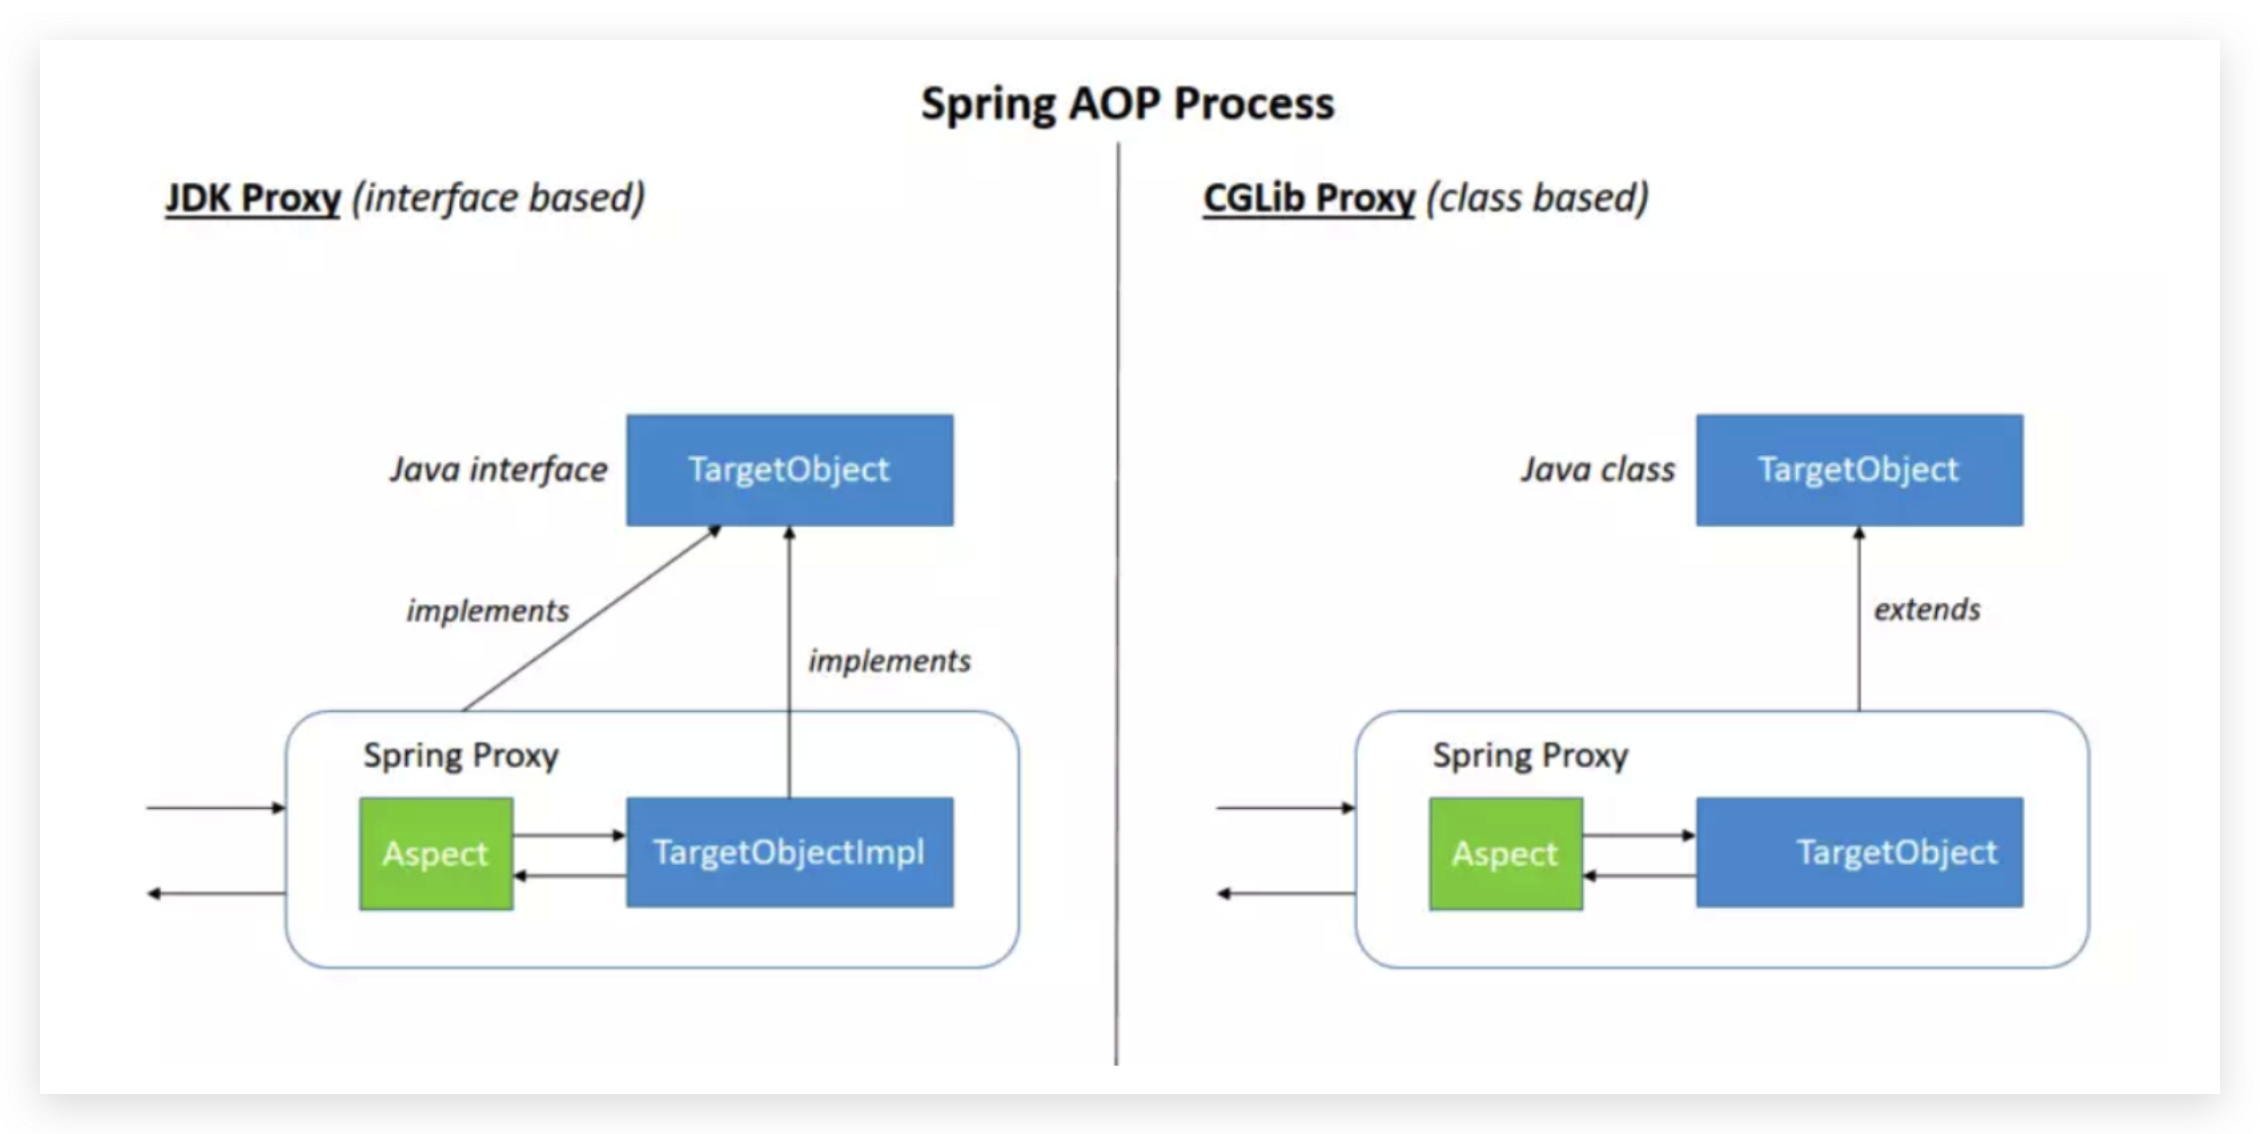 Spring AOP Process
JDK Proxy (interface based)
Java interface
TargetObject
implements
implements
Spring Proxy
Aspect
TargetObjectImpl
CGLib Proxy (class based)
Java class
TargetObject
extends
Spring Proxy
Aspect
TargetObject